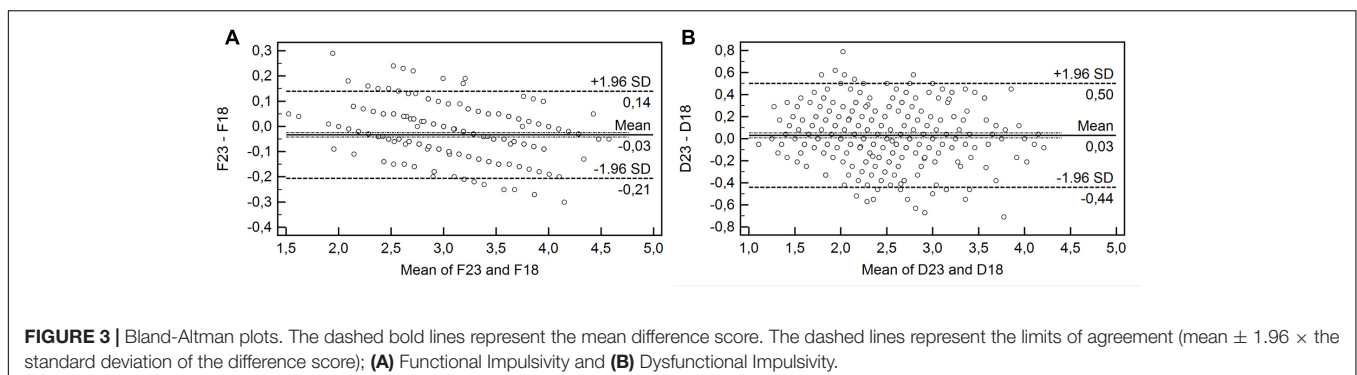 A
0,3
0,2
0,1
0,0
-0,1
-0,2
-0,3
-0,4
F23 - F18
+1.96 SD
0,14
Mean
-0,03
-1.96 SD
-0,21
1,5 2,0 2,5 3,0 3,5 4,0 4,5 5,0
Mean of F23 and F18
B
0,8
0,6
0,4
0,2
0,0
-0,2
-0,4
-0,6
-0,8
D23 - D18
+1.96 SD
0,50
Mean
0,03
-1.96 SD
-0,44
1,0 1,5 2,0 2,5 3,0 3,5 4,0 4,5 5,0
Mean of D23 and D18
FIGURE 3 | Bland-Altman plots. The dashed bold lines represent the mean difference score. The dashed lines represent the limits of agreement (mean ± 1.96 × the
standard deviation of the difference score); (A) Functional Impulsivity and (B) Dysfunctional Impulsivity.